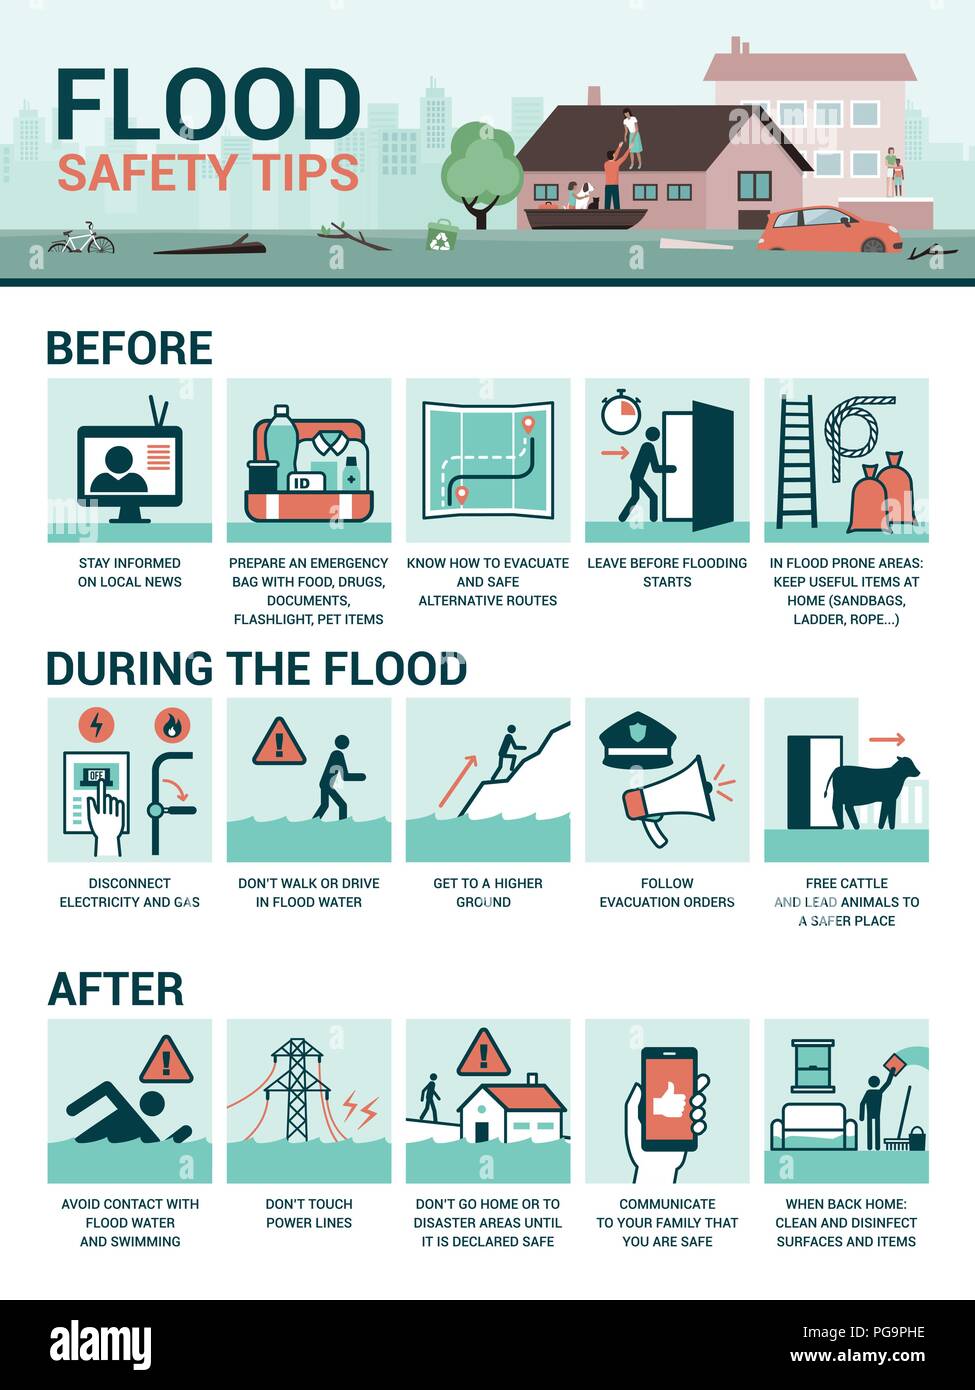 FLOOD
SAFETY TIPS
BEFORE
ID
STAY INFORMED
ON LOCAL NEWS
PREPARE AN EMERGENCY
BAG WITH FOOD, DRUGS,
DOCUMENTS,
FLASHLIGHT, PET ITEMS
KNOW HOW TO EVACUATE
AND SAFE
ALTERNATIVE ROUTES
LEAVE BEFORE FLOODING
STARTS
IN FLOOD PRONE AREAS:
KEEP USEFUL ITEMS AT
HOME (SANDBAGS,
LADDER, ROPE...)
DURING THE FLOOD
OFF
DISCONNECT
ELECTRICITY AND GAS
DON'T WALK OR DRIVE
IN FLOOD WATER
GET TO A HIGHER
GROUND
FOLLOW
EVACUATION ORDERS
FREE CATTLE
AND LEAD ANIMALS TO
A SAFER PLACE
AFTER
AVOID CONTACT WITH
FLOOD WATER
AND SWIMMING
DON'T TOUCH
POWER LINES
DON'T GO HOME OR TO
DISASTER AREAS UNTIL
IT IS DECLARED SAFE
COMMUNICATE
TO YOUR FAMILY THAT
YOU ARE SAFE
WHEN BACK HOME:
CLEAN AND DISINFECT
SURFACES AND ITEMS
a alamy stock photo
PG9PHE
www.alamy.com